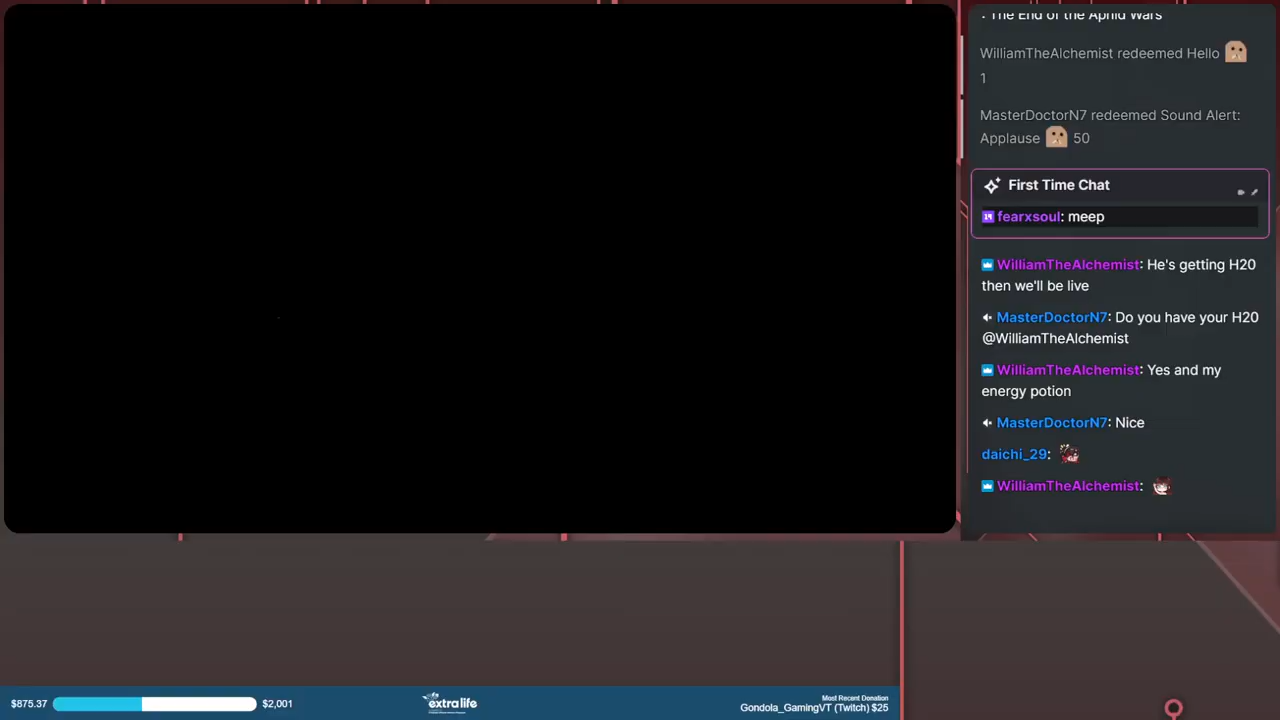 : The End of the Aphid Wars
WilliamTheAlchemist redeemed Hello
1
MasterDoctorN7 redeemed Sound Alert:
Applause 50
First Time Chat
fearxsoul: meep
WilliamTheAlchemist: He's getting H20
then we'll be live
MasterDoctorN7: Do you have your H20
@WilliamTheAlchemist
WilliamTheAlchemist: Yes and my
energy potion
MasterDoctorN7: Nice
daichi_29:
WilliamTheAlchemist:
$875.37
$2,001
extralife
Most Recent Donation
Gondola_GamingVT (Twitch) $25